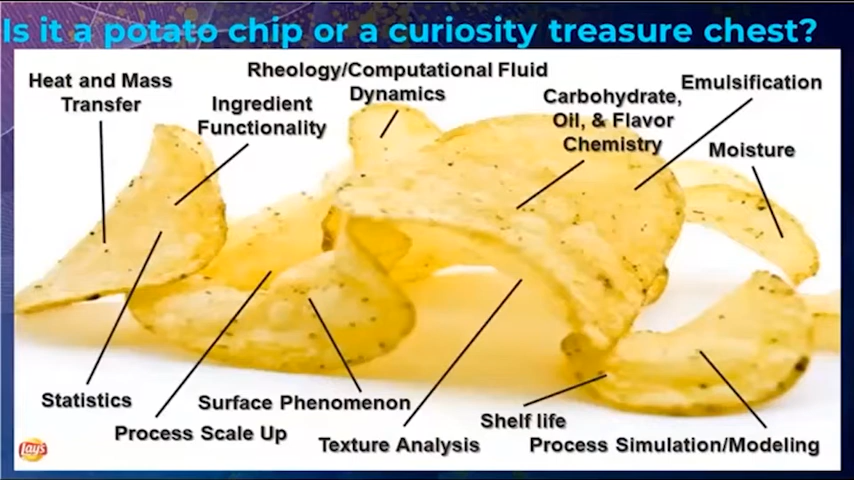 Is it a potato chip or a curiosity treasure chest?
Heat and Mass
Transfer
Ingredient
Functionality
Rheology/Computational Fluid
Dynamics
Carbohydrate,
Oil, & Flavor
Chemistry
Emulsification
Moisture
Statistics
Process Scale Up
Surface Phenomenon
Texture Analysis
Shelf life
Process Simulation/Modeling
Lay's